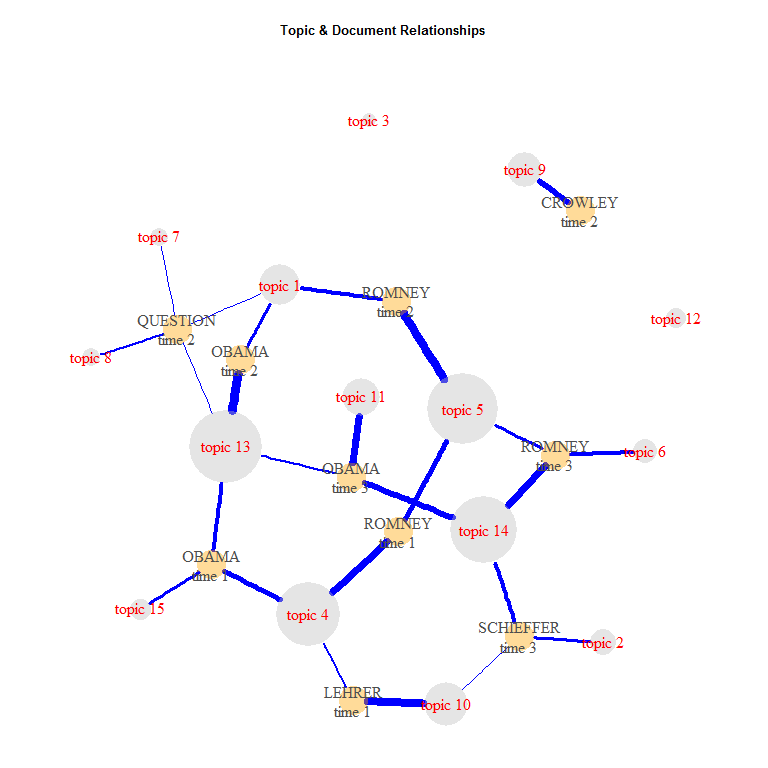 Topic & Document Relationships
topic 3
topic 9
CROWLEY
time 2
topic 7
topic 1
ROMNEY
time 2
QUESTION
time 2
topic 12
OBAMA
time 2
topic 8
topic 11
topic 5
topic 13
ROMNEY
time 3
topic 6
OBAMA
time 3
ROMNEY
time 1
topic 14
OBAMA
time 1
topic 15
topic 4
SCHIEFFER
time 3
topic 2
LEHRER
time 1
topic 10